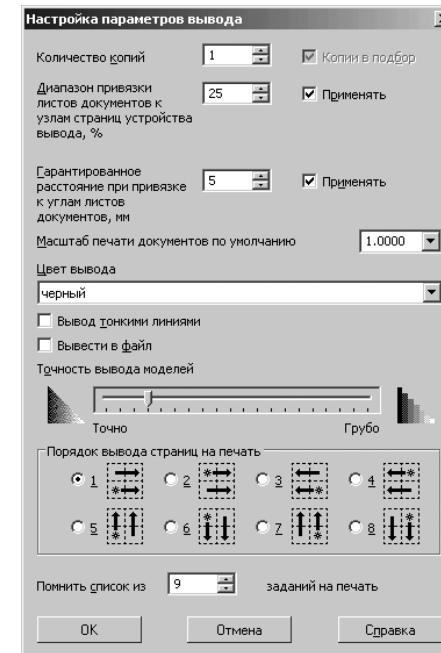 Настройка параметров вывода
Количество копий 1 Копии в подбор
Диапазон привязки
листов документов к
узлам страниц устройства
вывода, %
25 Применять
Гарантированное
расстояние при привязке
к углам листов
документов, мм
5 Применять
Масштаб печати документов по умолчанию 1.0000
Цвет вывода
черный
Вывод тонкими линиями
Вывести в файл
Точность вывода моделей
Точно Грубо
Порядок вывода страниц на печать
1 2 3 4
5 6 7 8
Помнить список из 9 заданий на печать
OK Отмена Справка